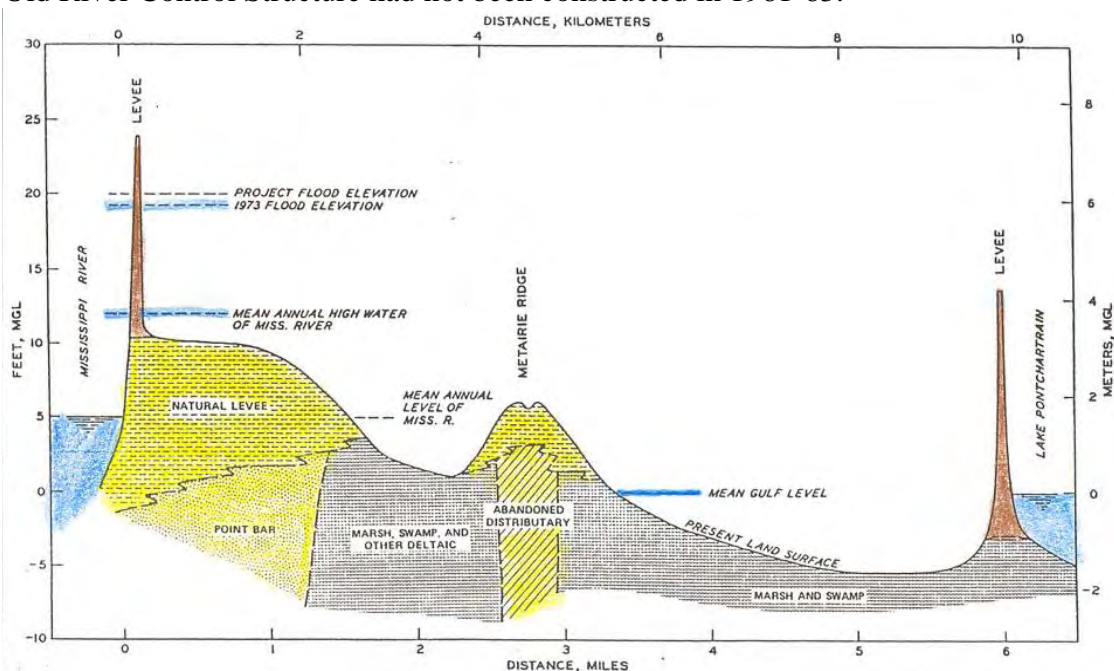 Old River Control Structure had not been constructed in 1961-63.
DISTANCE, KILOMETERS
0 2 4 6 8 10
30
25
20
15
10
5
0
-5
-10
FEET, MGL
MISSISSIPPI RIVER
LEVEE
PROJECT FLOOD ELEVATION
1973 FLOOD ELEVATION
MEAN ANNUAL HIGH WATER
OF MISS. RIVER
NATURAL LEVEE
POINT BAR
MEAN ANNUAL
LEVEL OF
MISS. R.
MARSH, SWAMP, AND
OTHER DELTAIC
METAIRIE RIDGE
ABANDONED
DISTRIBUTARY
MEAN GULF LEVEL
PRESENT LAND SURFACE
MARSH AND SWAMP
LEVEE
LAKE PONTCHARTRAIN
8
6
4
2
0
-2
METERS, MGL
0 1 2 3 4 5 6
DISTANCE, MILES